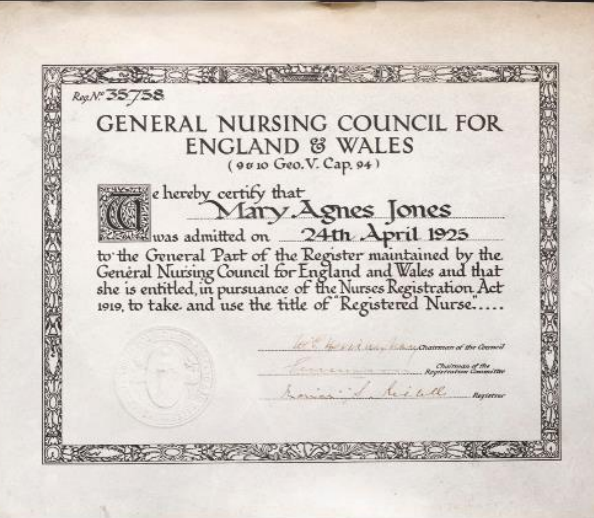 Reg. Nº 35758
GENERAL NURSING COUNCIL FOR
ENGLAND & WALES
(9 & 10 Geo. V. Cap. 94)
We hereby certify that
Mary Agnes Jones
was admitted on 24th April 1925
to the General Part of the Register maintained by the
General Nursing Council for England and Wales and that
she is entitled, in pursuance of the Nurses Registration Act
1919, to take and use the title of "Registered Nurse".....
Chairman of the Council
Chairman of the
Registration Committee
Registrar